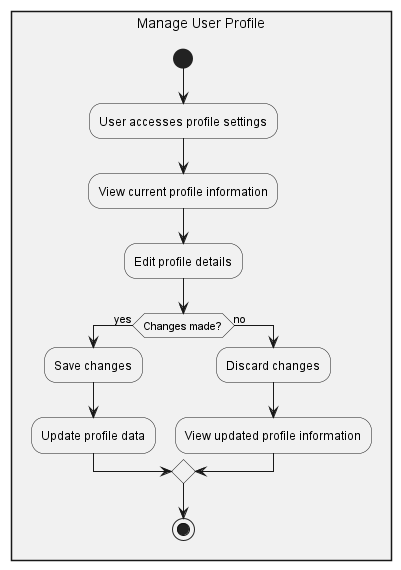 Manage User Profile
User accesses profile settings
View current profile information
Edit profile details
yes
Changes made?
no
Save changes
Discard changes
Update profile data
View updated profile information